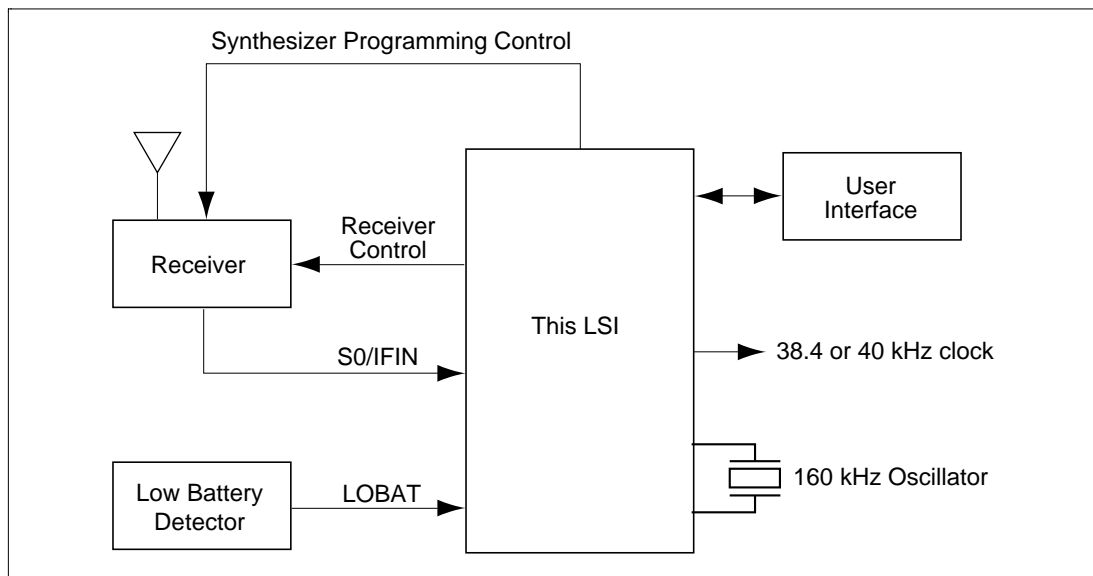 Synthesizer Programming Control
User
Interface
Receiver
Control
Receiver
This LSI
S0/IFIN
38.4 or 40 kHz clock
160 kHz Oscillator
Low Battery
Detector
LOBAT